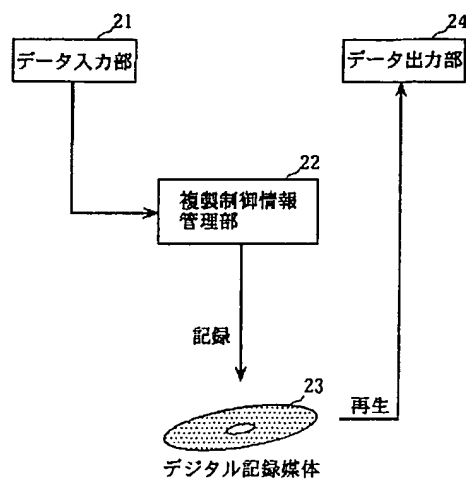 21
データ入力部
24
データ出力部
22
複製制御情報
管理部
記録
23
再生
デジタル記録媒体